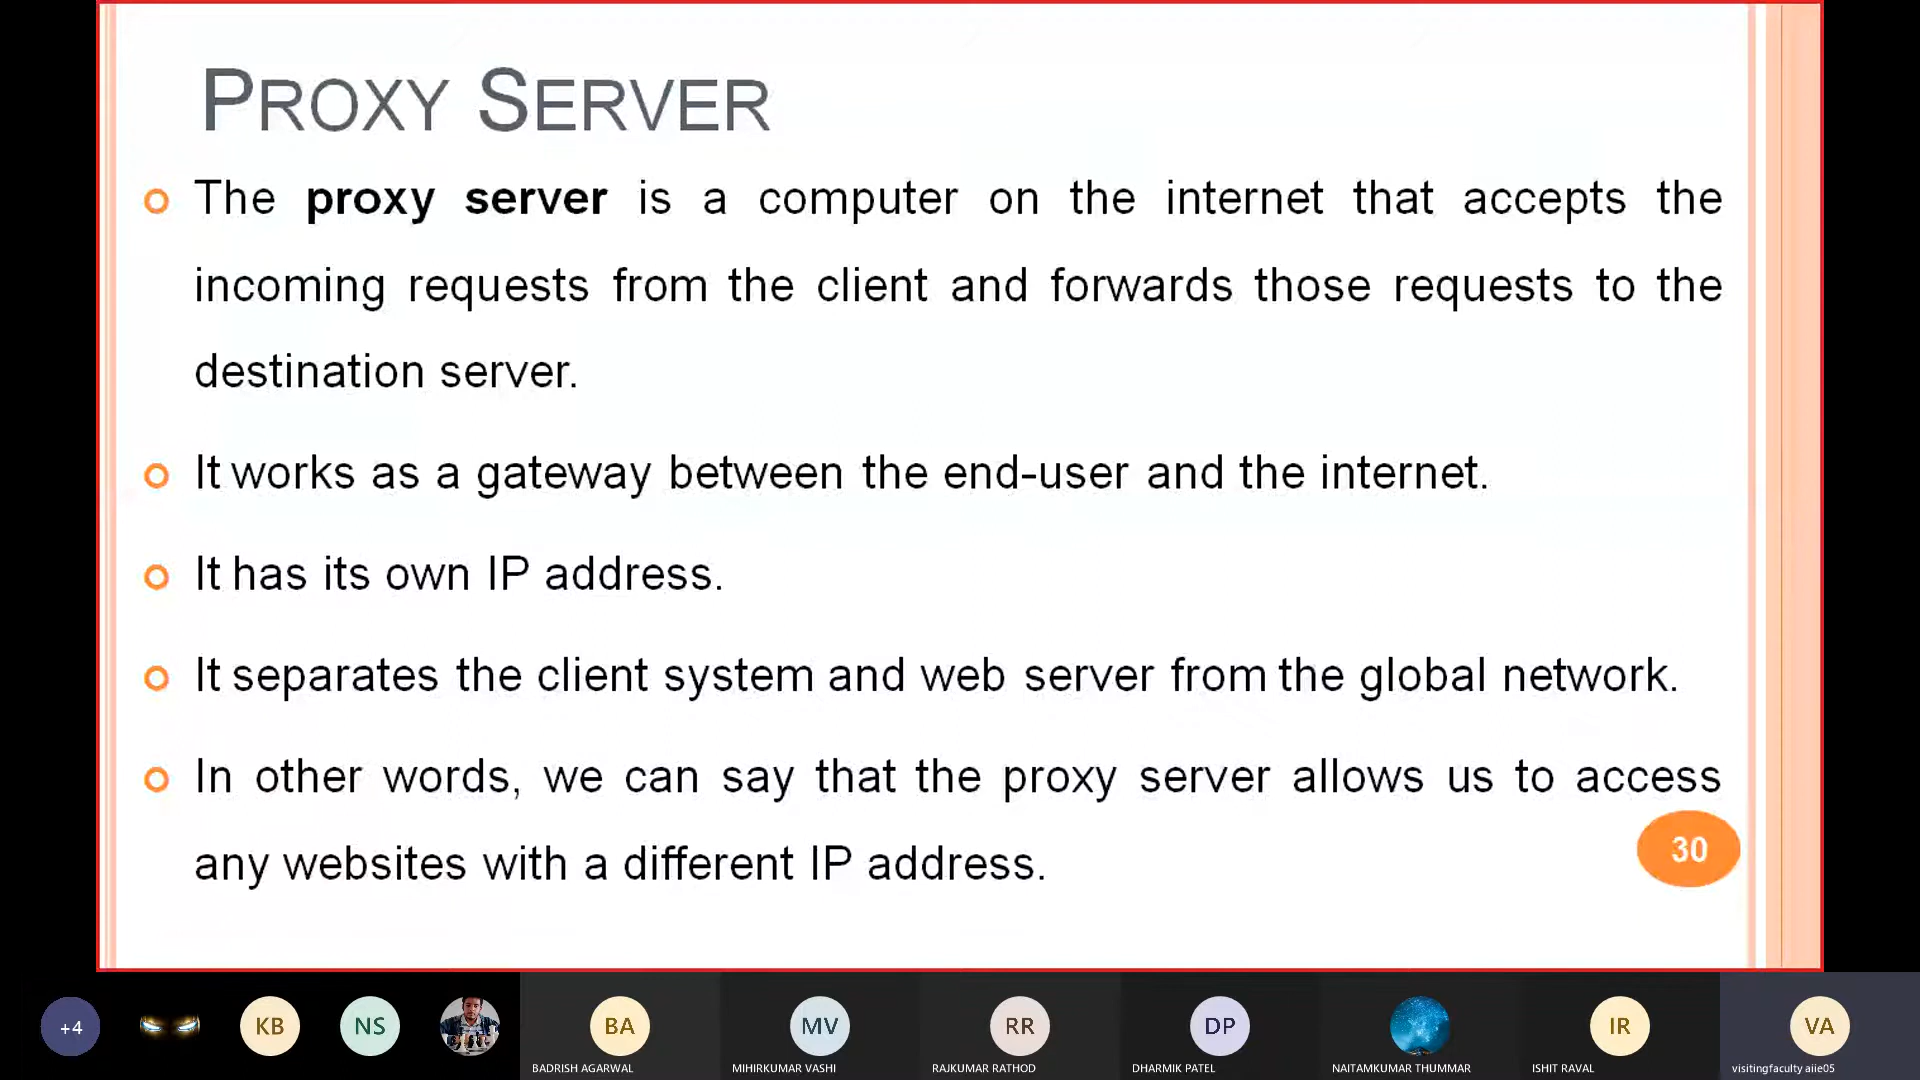 PROXY SERVER
The proxy server is a computer on the internet that accepts the
incoming requests from the client and forwards those requests to the
destination server.
It works as a gateway between the end-user and the internet.
It has its own IP address.
It separates the client system and web server from the global network.
In other words, we can say that the proxy server allows us to access
any websites with a different IP address.
30
+4
KB
NS
BA
MV
RR
DP
IR
VA
BADRISH AGARWAL
MIHIRKUMAR VASHI
RAJKUMAR RATHOD
DHARMIK PATEL
NAITAMKUMAR THUMMAR
ISHIT RAVAL
visitingfaculty aiie05